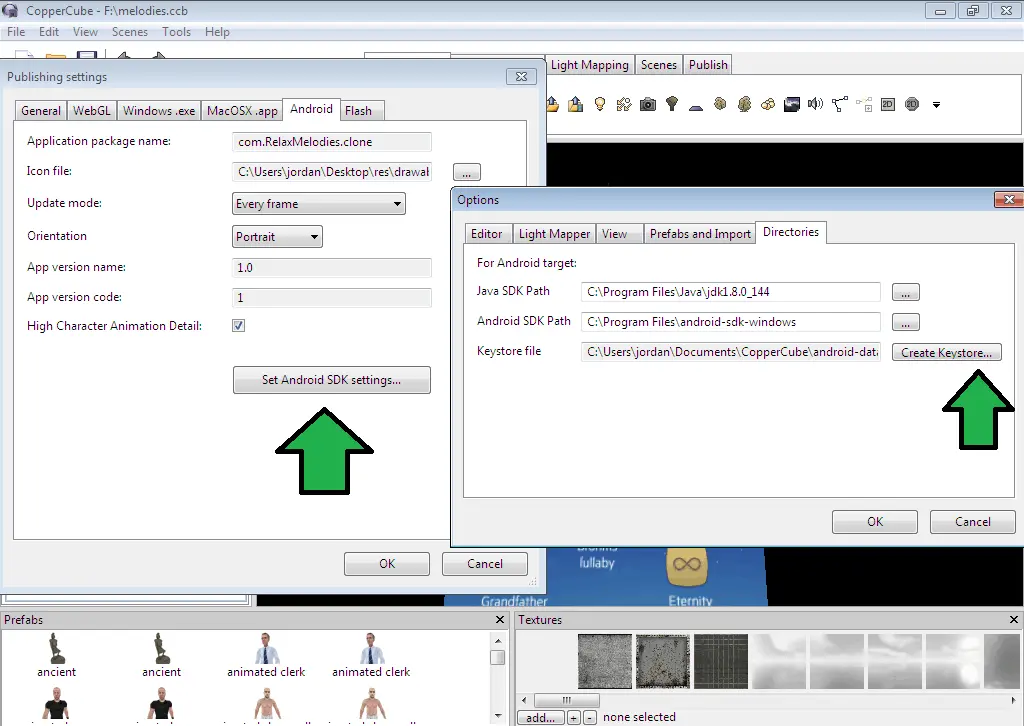 CopperCube - F:\melodies.ccb
File Edit View Scenes Tools Help
Light Mapping Scenes Publish
Publishing settings
General WebGL Windows .exe MacOSX .app Android Flash
Application package name: com.RelaxMelodies.clone
Icon file: C:\Users\jordan\Desktop\res\drawal
...
Update mode: Every frame
Orientation Portrait
App version name: 1.0
App version code: 1
High Character Animation Detail:
Set Android SDK settings...
OK Cancel
Options
Editor Light Mapper View Prefabs and Import Directories
For Android target:
Java SDK Path C:\Program Files\Java\jdk1.8.0_144 ...
Android SDK Path C:\Program Files\android-sdk-windows ...
Keystore file C:\Users\jordan\Documents\CopperCube\android-data Create Keystore...
OK Cancel
2D 2D
Brahms
lullaby
Grandfather Eternity
Prefabs
ancient ancient animated clerk animated clerk
Textures
add... + - none selected